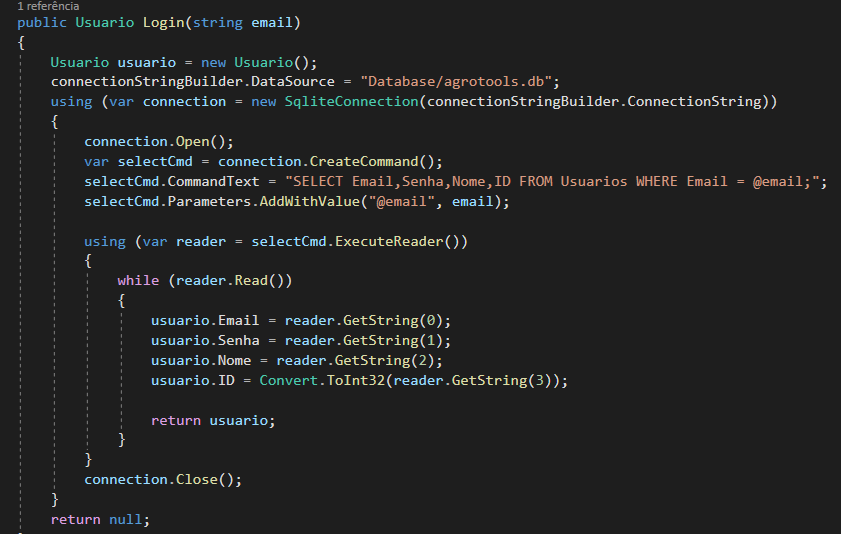 1 referência
public Usuario Login(string email)
{
Usuario usuario = new Usuario();
connectionStringBuilder.DataSource = "Database/agrotools.db";
using (var connection = new SqliteConnection(connectionStringBuilder.ConnectionString))
{
connection.Open();
var selectCmd = connection.CreateCommand();
selectCmd.CommandText = "SELECT Email,Senha,Nome,ID FROM Usuarios WHERE Email = @email;";
selectCmd.Parameters.AddWithValue("@email", email);
using (var reader = selectCmd.ExecuteReader())
{
while (reader.Read())
{
usuario.Email = reader.GetString(0);
usuario.Senha = reader.GetString(1);
usuario.Nome = reader.GetString(2);
usuario.ID = Convert.ToInt32(reader.GetString(3));
return usuario;
}
}
connection.Close();
}
return null;